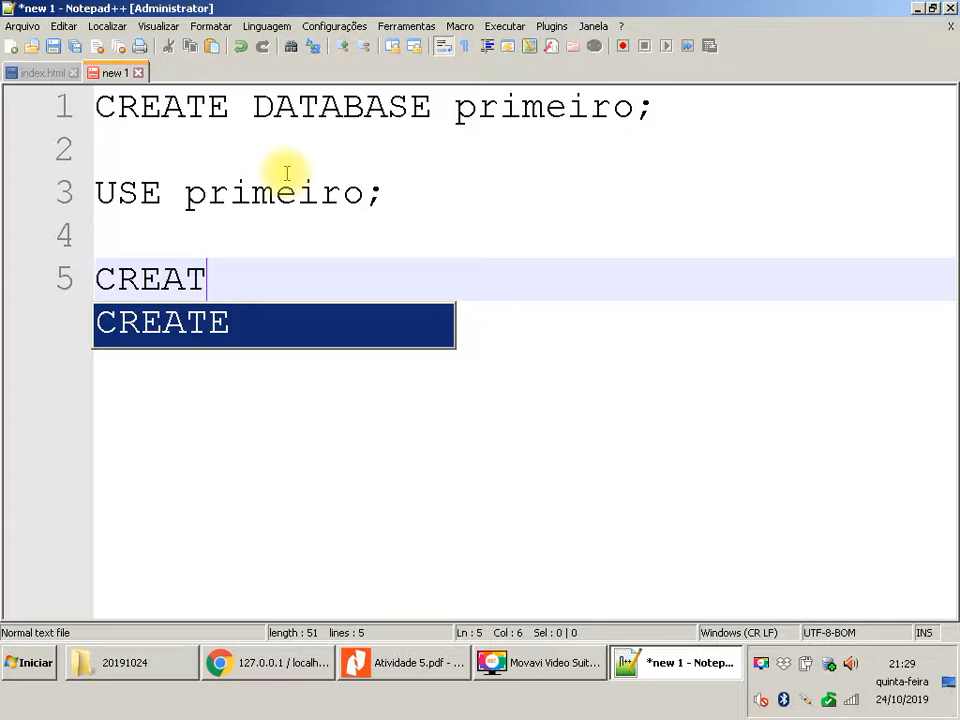 *new 1 - Notepad++ [Administrator]
Arquivo Editar Localizar Visualizar Formatar Linguagem Configurações Ferramentas Macro Executar Plugins Janela ? X
index.html new 1
1 CREATE DATABASE primeiro;
2
3 USE primeiro;
4
5 CREAT
CREATE
Normal text file length : 51 lines : 5 Ln : 5 Col : 6 Sel : 0 | 0 Windows (CR LF) UTF-8-BOM INS
Iniciar 20191024 127.0.0.1 / localh... Atividade 5.pdf - ... Movavi Video Suit... *new 1 - Notep... 21:29
quinta-feira
24/10/2019